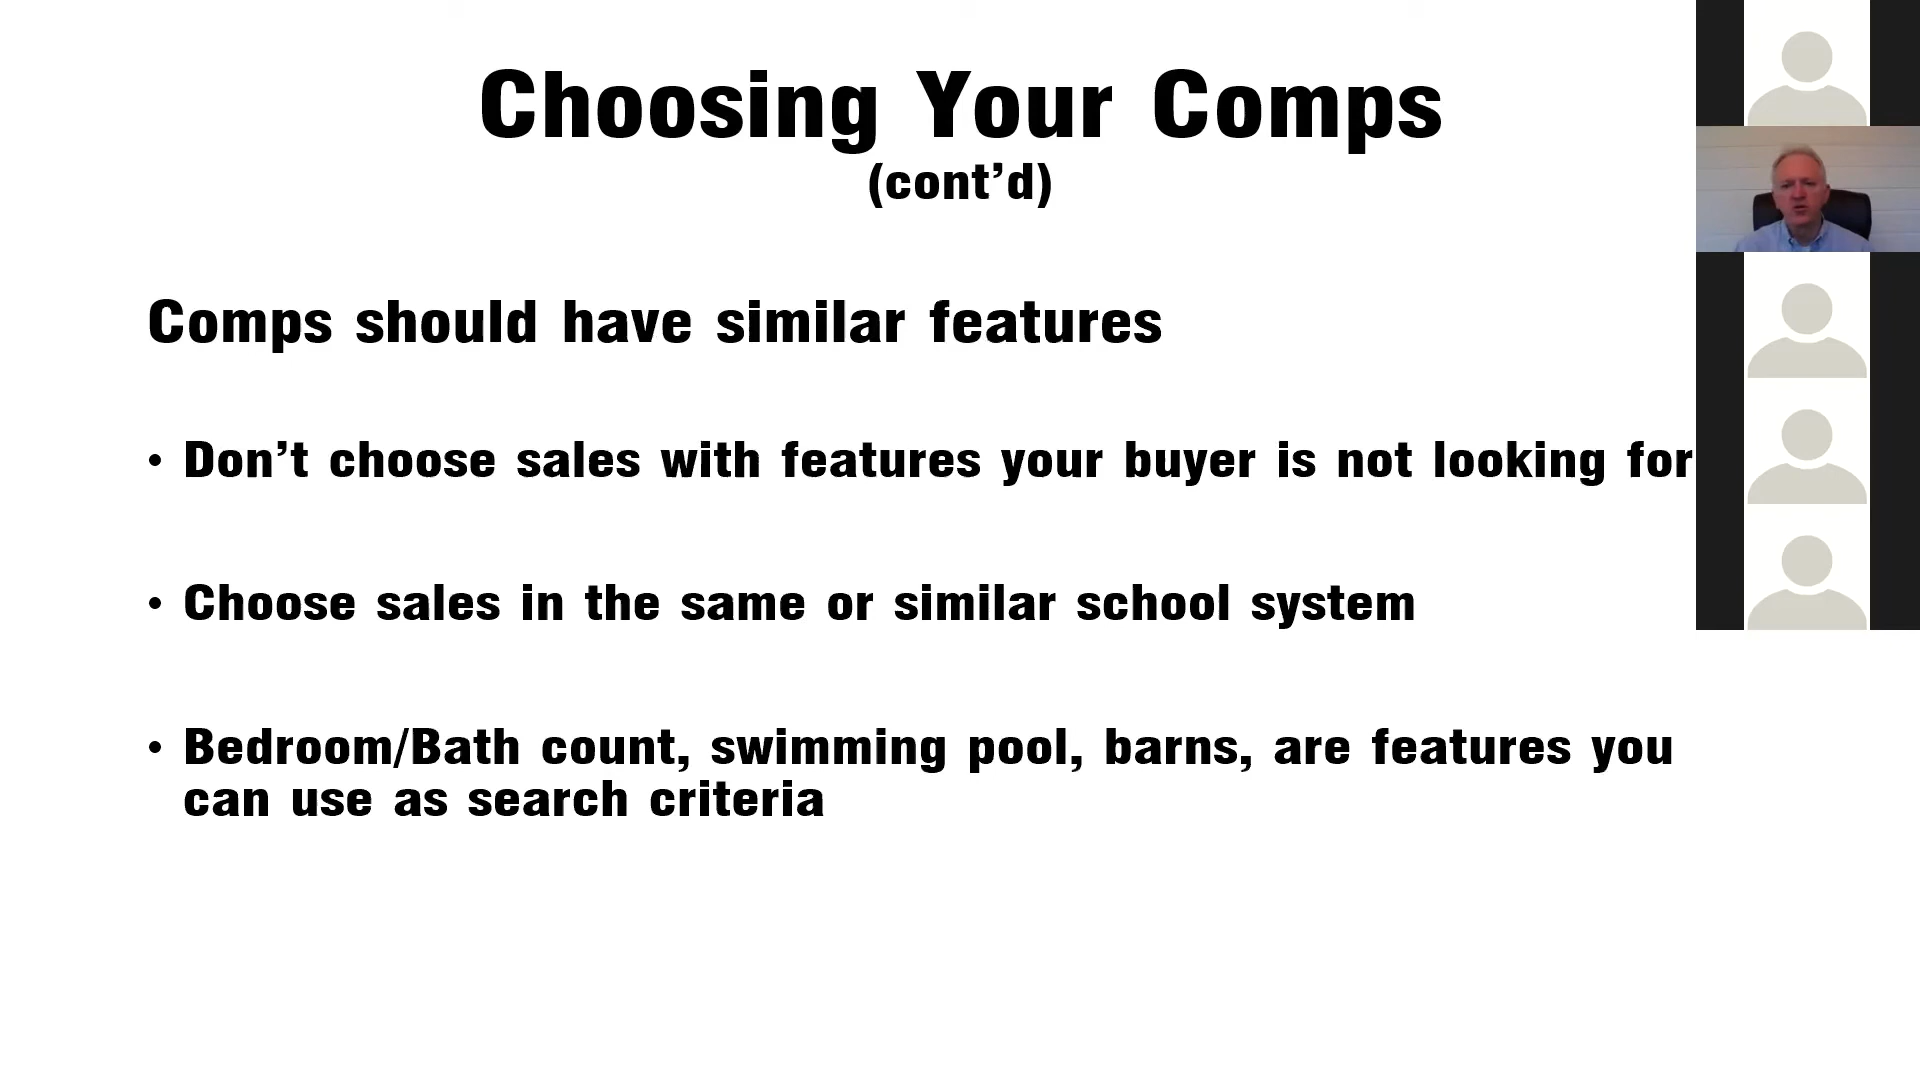 Choosing Your Comps
(cont’d)
Comps should have similar features
• Don’t choose sales with features your buyer is not looking for
• Choose sales in the same or similar school system
• Bedroom/Bath count, swimming pool, barns, are features you
can use as search criteria